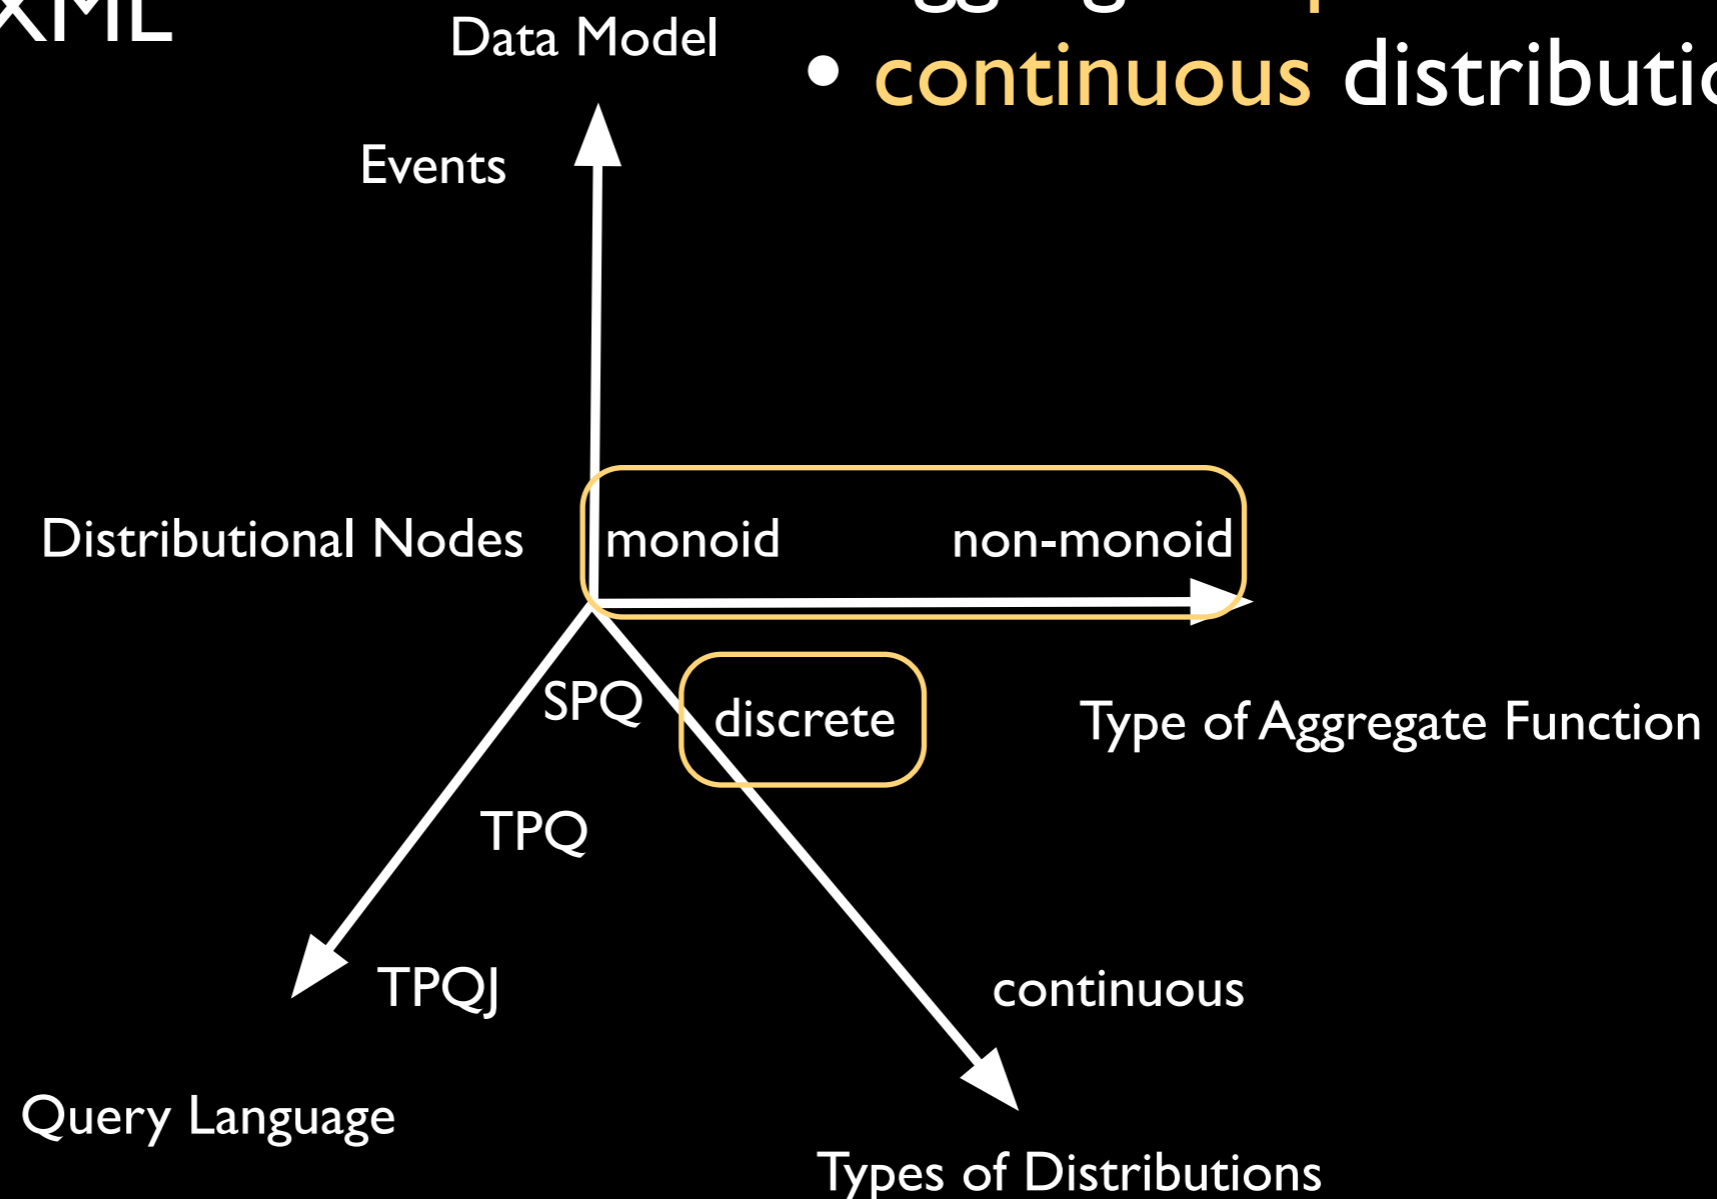 XML
Data Model
• continuous
Events
Distributional Nodes
monoid
non-monoid
SPQ
discrete
Type of Aggregate Function
TPQ
TPQJ
continuous
Query Language
Types of Distributions